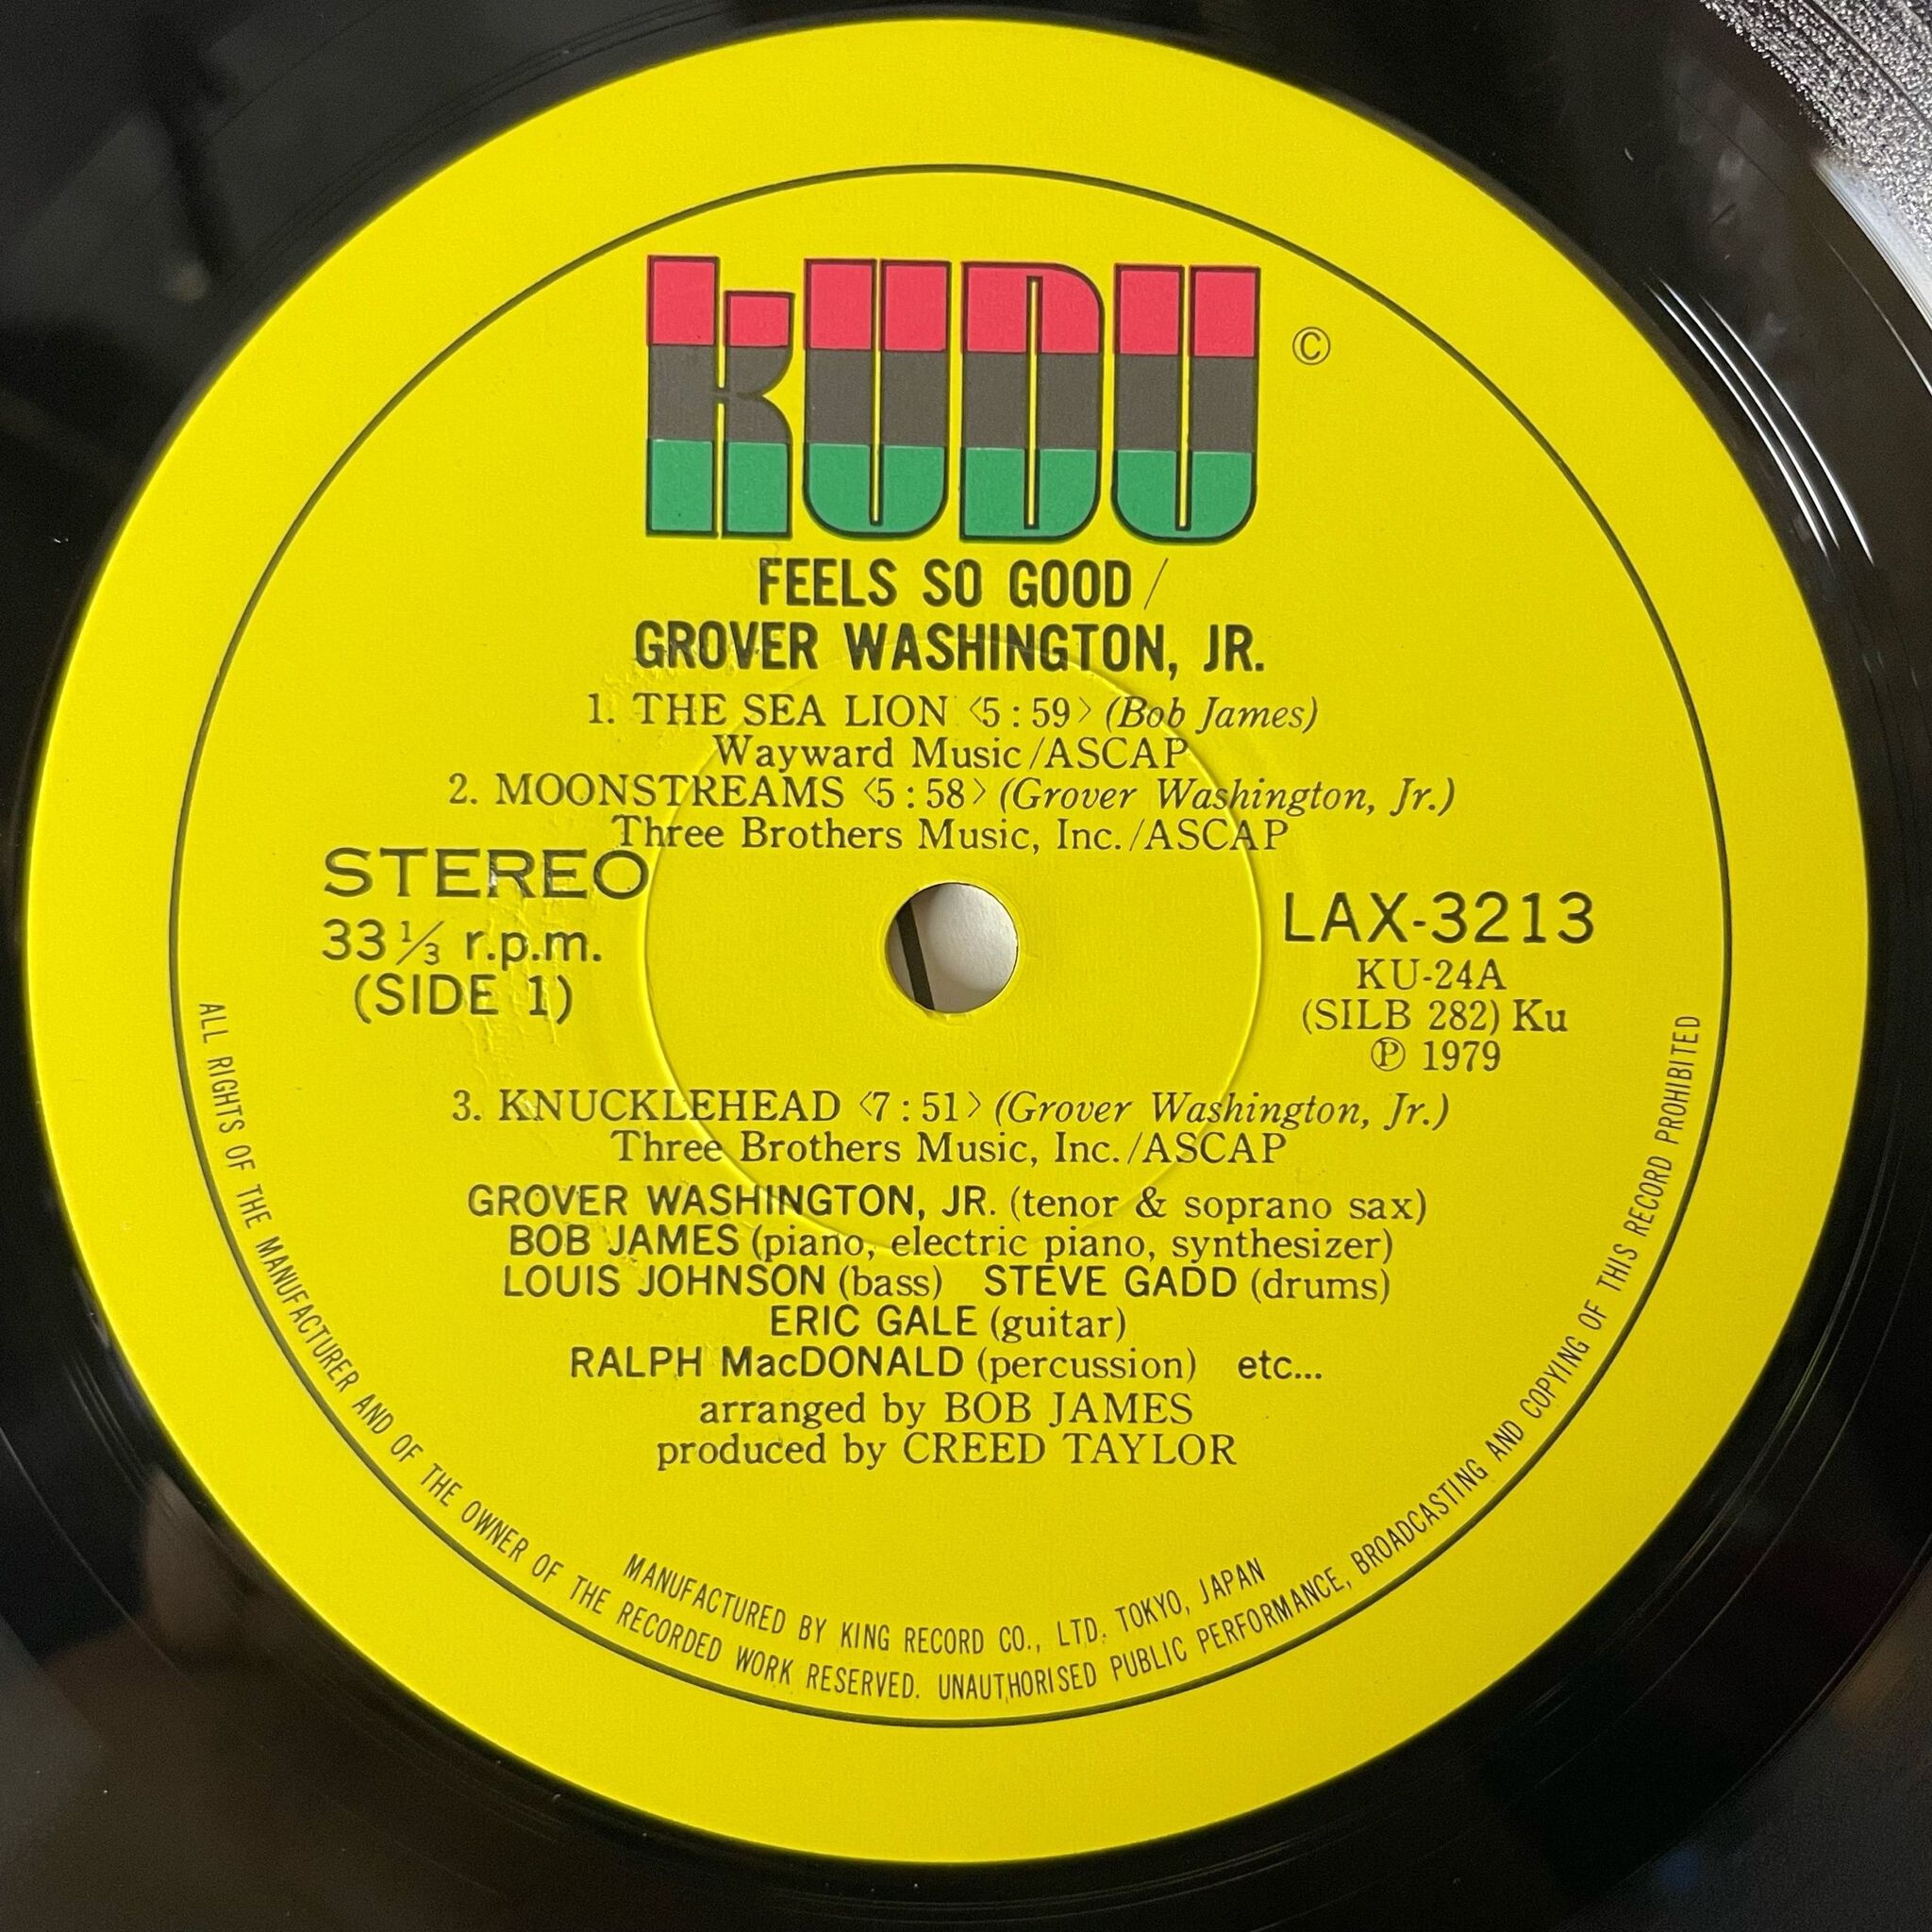 KUDU
©
FEELS SO GOOD/
GROVER WASHINGTON, JR.
1. THE SEA LION <5:59> (Bob James)
Wayward Music/ASCAP
2. MOONSTREAMS <5:58> (Grover Washington, Jr.)
Three Brothers Music, Inc./ASCAP
STEREO
33⅓ r.p.m.
(SIDE 1)
LAX-3213
KU-24A
(SILB 282) Ku
℗ 1979
3. KNUCKLEHEAD <7:51> (Grover Washington, Jr.)
Three Brothers Music, Inc./ASCAP
GROVER WASHINGTON, JR. (tenor & soprano sax)
BOB JAMES (piano, electric piano, synthesizer)
LOUIS JOHNSON (bass) STEVE GADD (drums)
ERIC GALE (guitar)
RALPH MacDONALD (percussion) etc...
arranged by BOB JAMES
produced by CREED TAYLOR
MANUFACTURED BY KING RECORD CO., LTD. TOKYO, JAPAN
ALL RIGHTS OF THE MANUFACTURER AND OF THE OWNER OF THE RECORDED WORK RESERVED. UNAUTHORISED PUBLIC PERFORMANCE, BROADCASTING AND COPYING OF THIS RECORD PROHIBITED